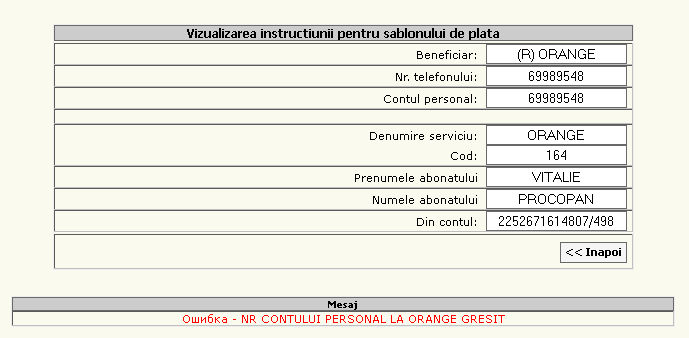 Vizualizarea instructiunii pentru sablonului de plata
Beneficiar: (R) ORANGE
Nr. telefonului: 69989548
Contul personal: 69989548
Denumire serviciu: ORANGE
Cod: 164
Prenumele abonatului VITALIE
Numele abonatului PROCOPAN
Din contul: 2252671614807/498
<< Inapoi
Mesaj
Ошибка - NR CONTULUI PERSONAL LA ORANGE GRESIT